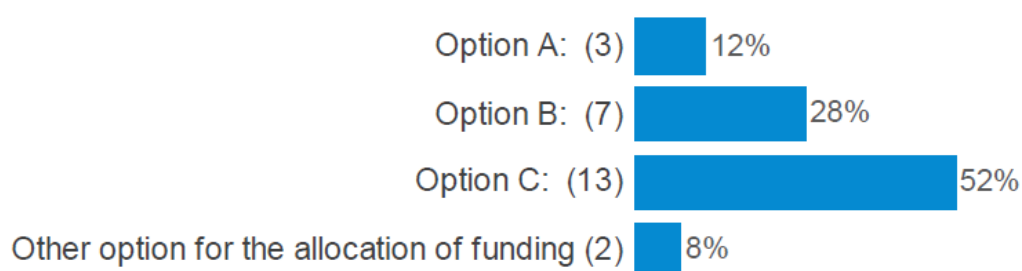 Option A: (3) 12%
Option B: (7) 28%
Option C: (13) 52%
Other option for the allocation of funding (2) 8%